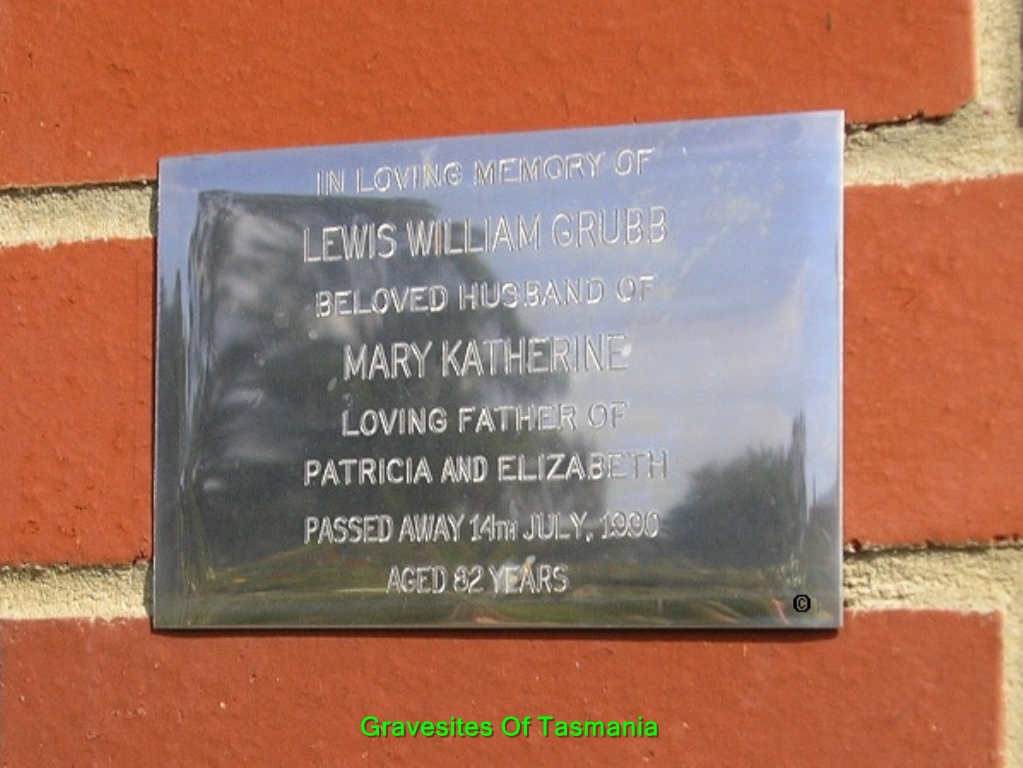 IN LOVING MEMORY OF
LEWIS WILLIAM GRUBB
BELOVED HUSBAND OF
MARY KATHERINE
LOVING FATHER OF
PATRICIA AND ELIZABETH
PASSED AWAY 14TH JULY, 1990
AGED 82 YEARS
©
Gravesites Of Tasmania